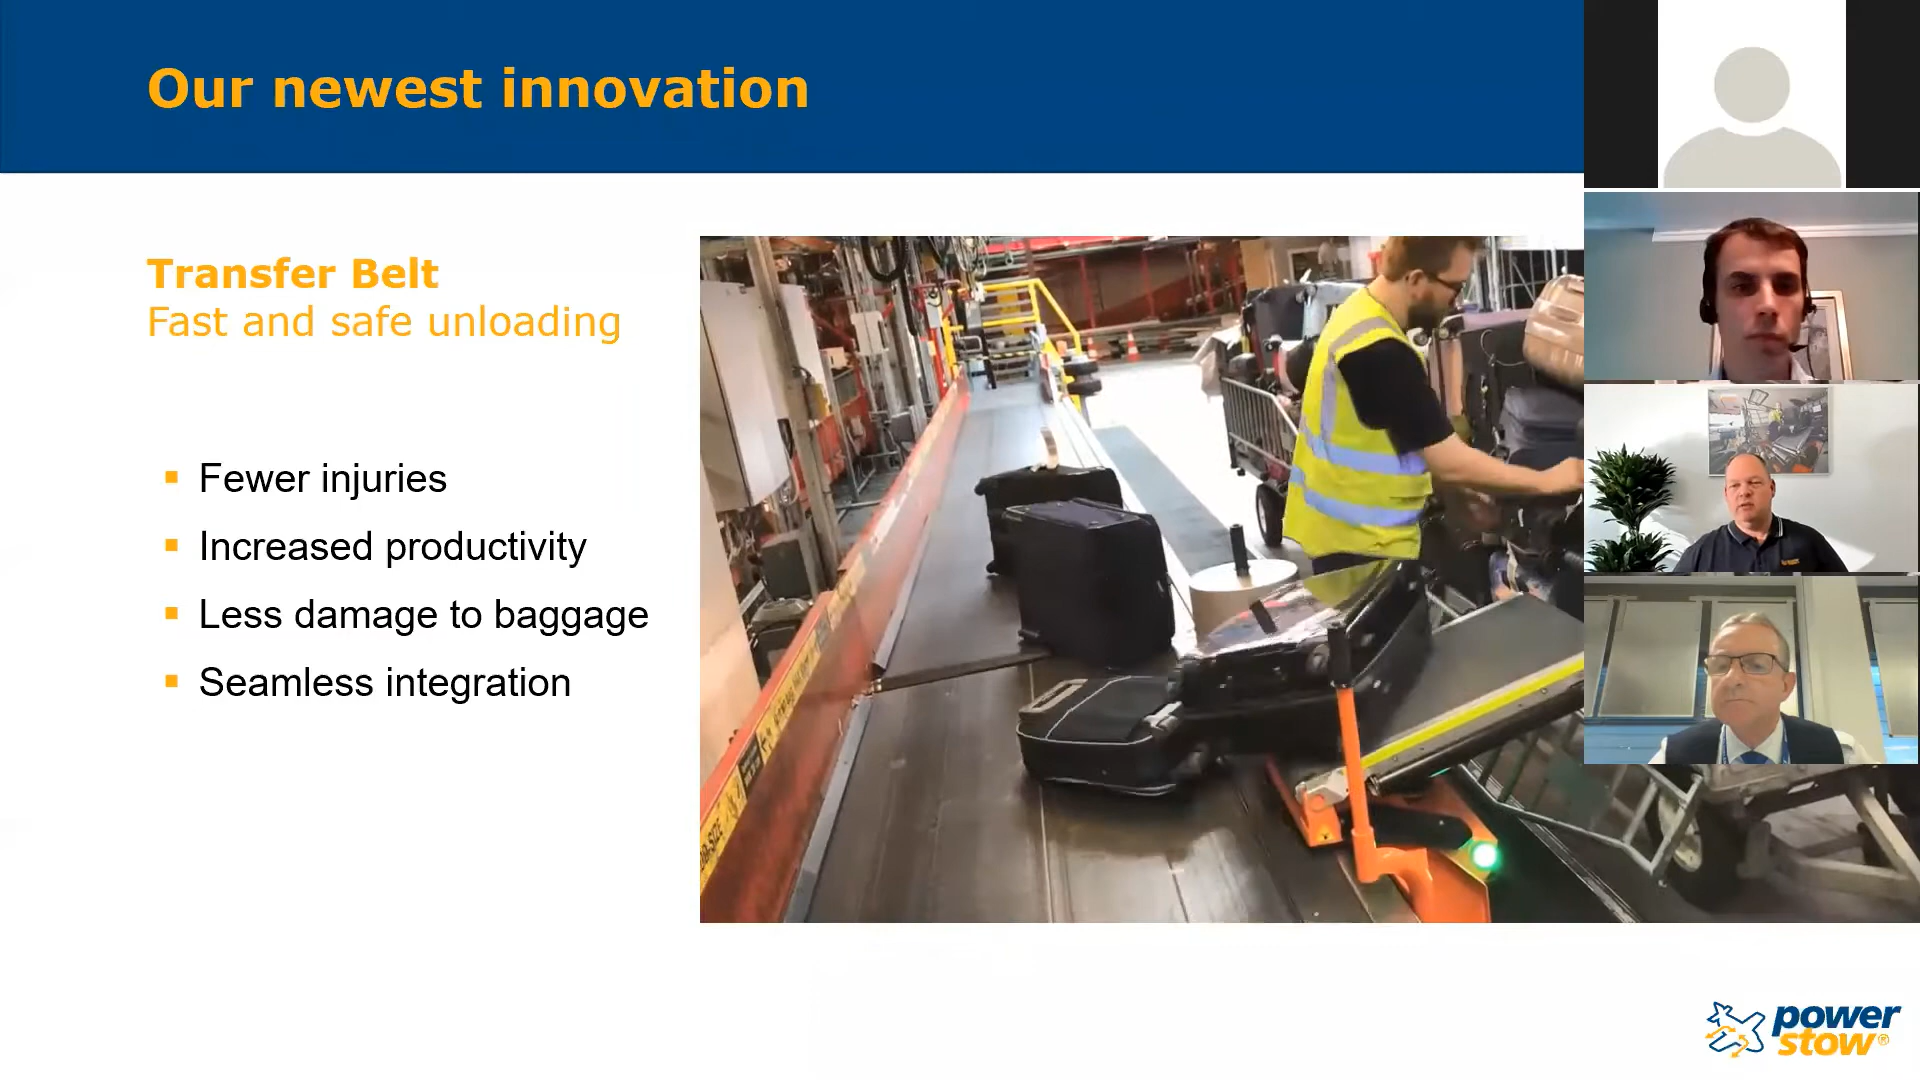 Our newest innovation
Transfer Belt
Fast and safe unloading
Fewer injuries
Increased productivity
Less damage to baggage
Seamless integration
power
stow®